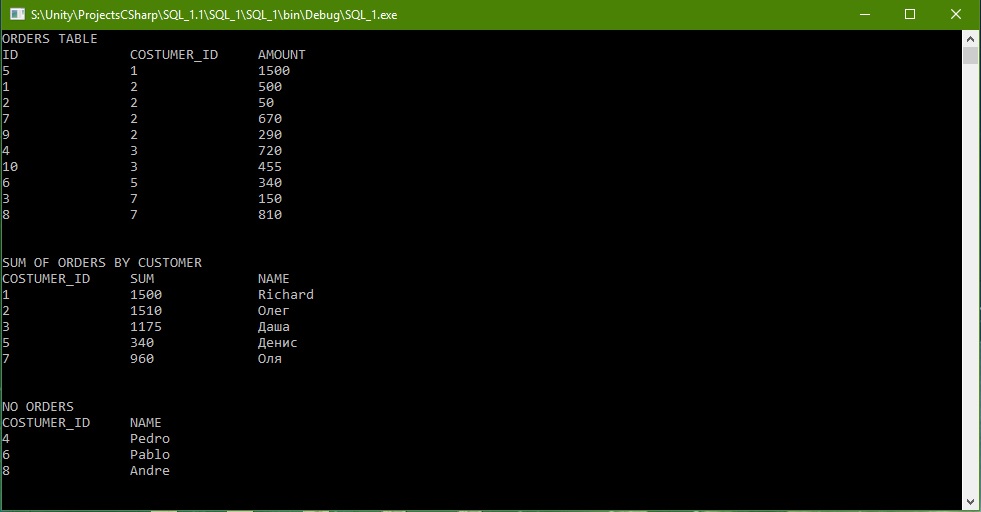 S:\Unity\ProjectsCSharp\SQL_1.1\SQL_1\SQL_1\bin\Debug\SQL_1.exe
ORDERS TABLE
ID COSTUMER_ID AMOUNT
5 1 1500
1 2 500
2 2 50
7 2 670
9 2 290
4 3 720
10 3 455
6 5 340
3 7 150
8 7 810
SUM OF ORDERS BY CUSTOMER
COSTUMER_ID SUM NAME
1 1500 Richard
2 1510 Олег
3 1175 Даша
5 340 Денис
7 960 Оля
NO ORDERS
COSTUMER_ID NAME
4 Pedro
6 Pablo
8 Andre